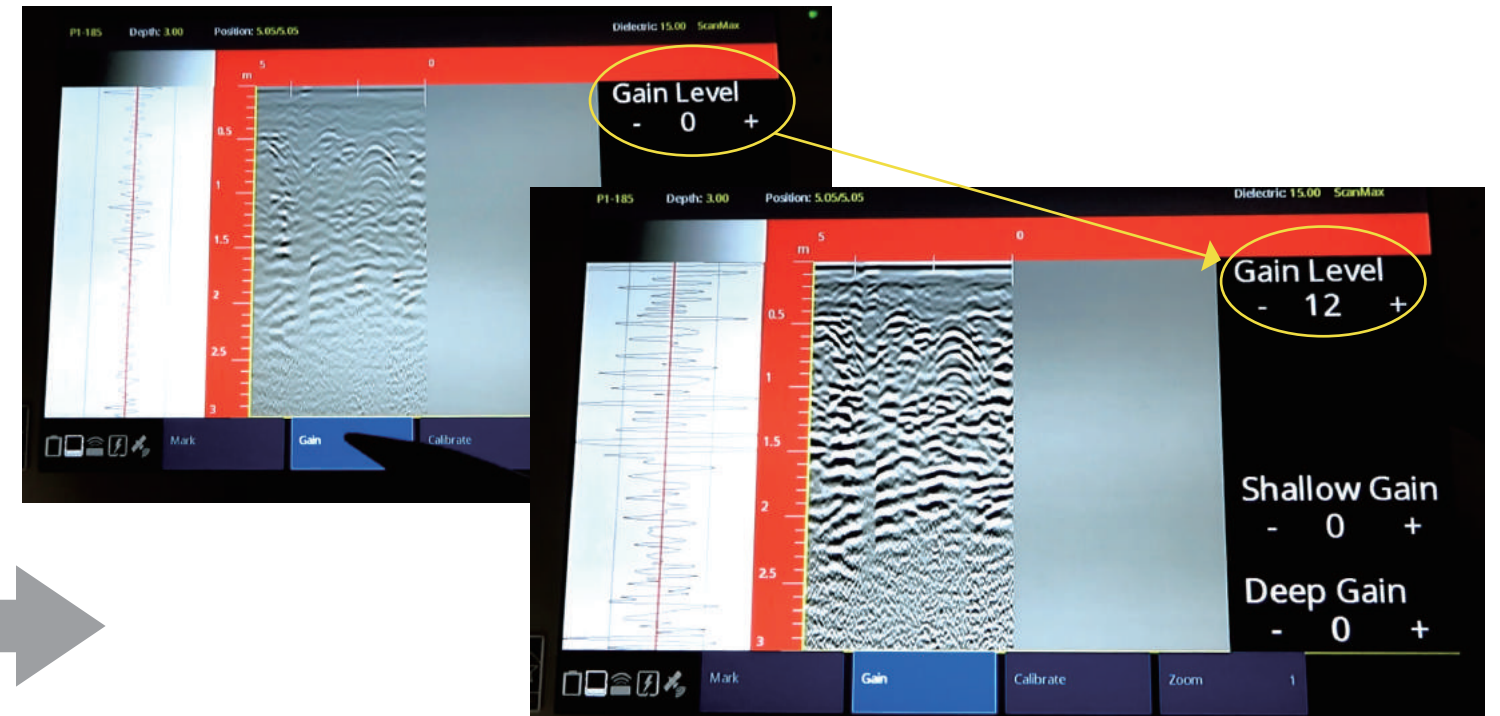 P1-185 Depth: 3.00 Position: 5.05/5.05 Dielectric: 15.00 ScanMax
m 5 0
Gain Level
- 0 +
0.5
1
1.5
2
2.5
3
Mark Gain Calibrate
P1-185 Depth: 3.00 Position: 5.05/5.05 Dielectric: 15.00 ScanMax
m 5 0
Gain Level
- 12 +
0.5
1
1.5
2
2.5
3
Shallow Gain
- 0 +
Deep Gain
- 0 +
Mark Gain Calibrate Zoom 1